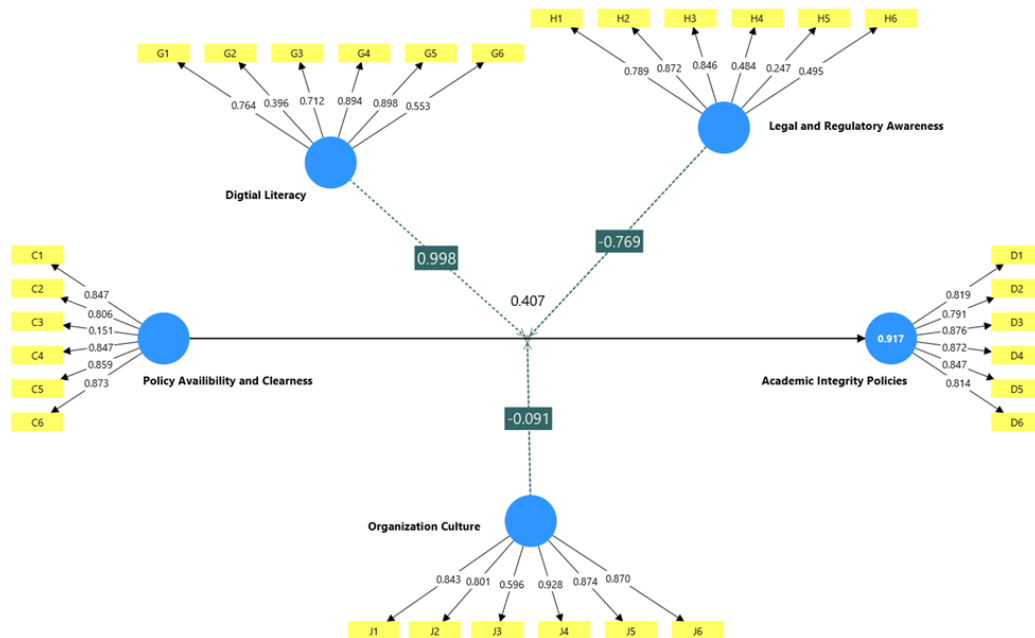 H1 H2 H3 H4 H5 H6
G1 G2 G3 G4 G5 G6
0.789 0.872 0.846 0.484 0.247 0.495
0.764 0.396 0.712 0.894 0.898 0.553
Legal and Regulatory Awareness
Digtial Literacy
-0.769
0.998
C1
C2
C3
C4
C5
C6
0.847
0.806
0.151
0.847
0.859
0.873
Policy Availibility and Clearness
0.407
0.917
Academic Integrity Policies
D1
D2
D3
D4
D5
D6
0.819
0.791
0.876
0.872
0.847
0.814
-0.091
Organization Culture
0.843 0.801 0.596 0.928 0.874 0.870
J1 J2 J3 J4 J5 J6